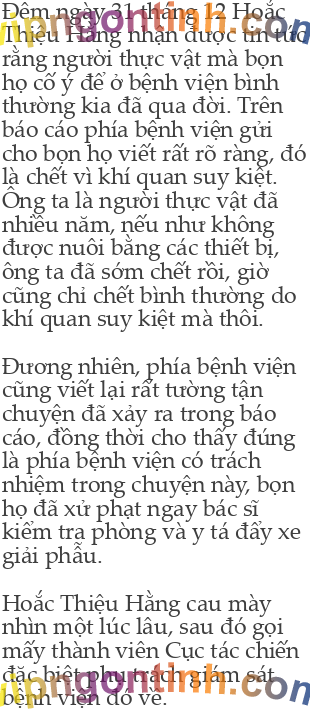 Đêm ngày 31 tháng 12 Hoắc
Thiệu Hằng nhận được tin tức
rằng người thực vật mà bọn
họ cố ý để ở bệnh viện bình
thường kia đã qua đời. Trên
báo cáo phía bệnh viện gửi
cho bọn họ viết rất rõ ràng, đó
là chết vì khí quan suy kiệt.
Ông ta là người thực vật đã
nhiều năm, nếu như không
được nuôi bằng các thiết bị,
ông ta đã sớm chết rồi, giờ
cũng chi chết bình thường do
khí quan suy kiệt mà thôi.
Đương nhiên, phía bệnh viện
cũng viết lại rất tường tận
chuyện đã xảy ra trong báo
cáo, đồng thời cho thấy đúng
là phía bệnh viện có trách
nhiệm trong chuyện này, bọn
họ đã xử phạt ngay bác sĩ
kiểm tra phòng và y tá đẩy xe
giải phẫu.
Hoắc Thiệu Hằng cau mày
nhìn một lúc lâu, sau đó gọi
mấy thành viên Cục tác chiến
đặc biệt phụ trách giám sát
bệnh viện đó về.
vipngontinh.com
vipngontinh.com